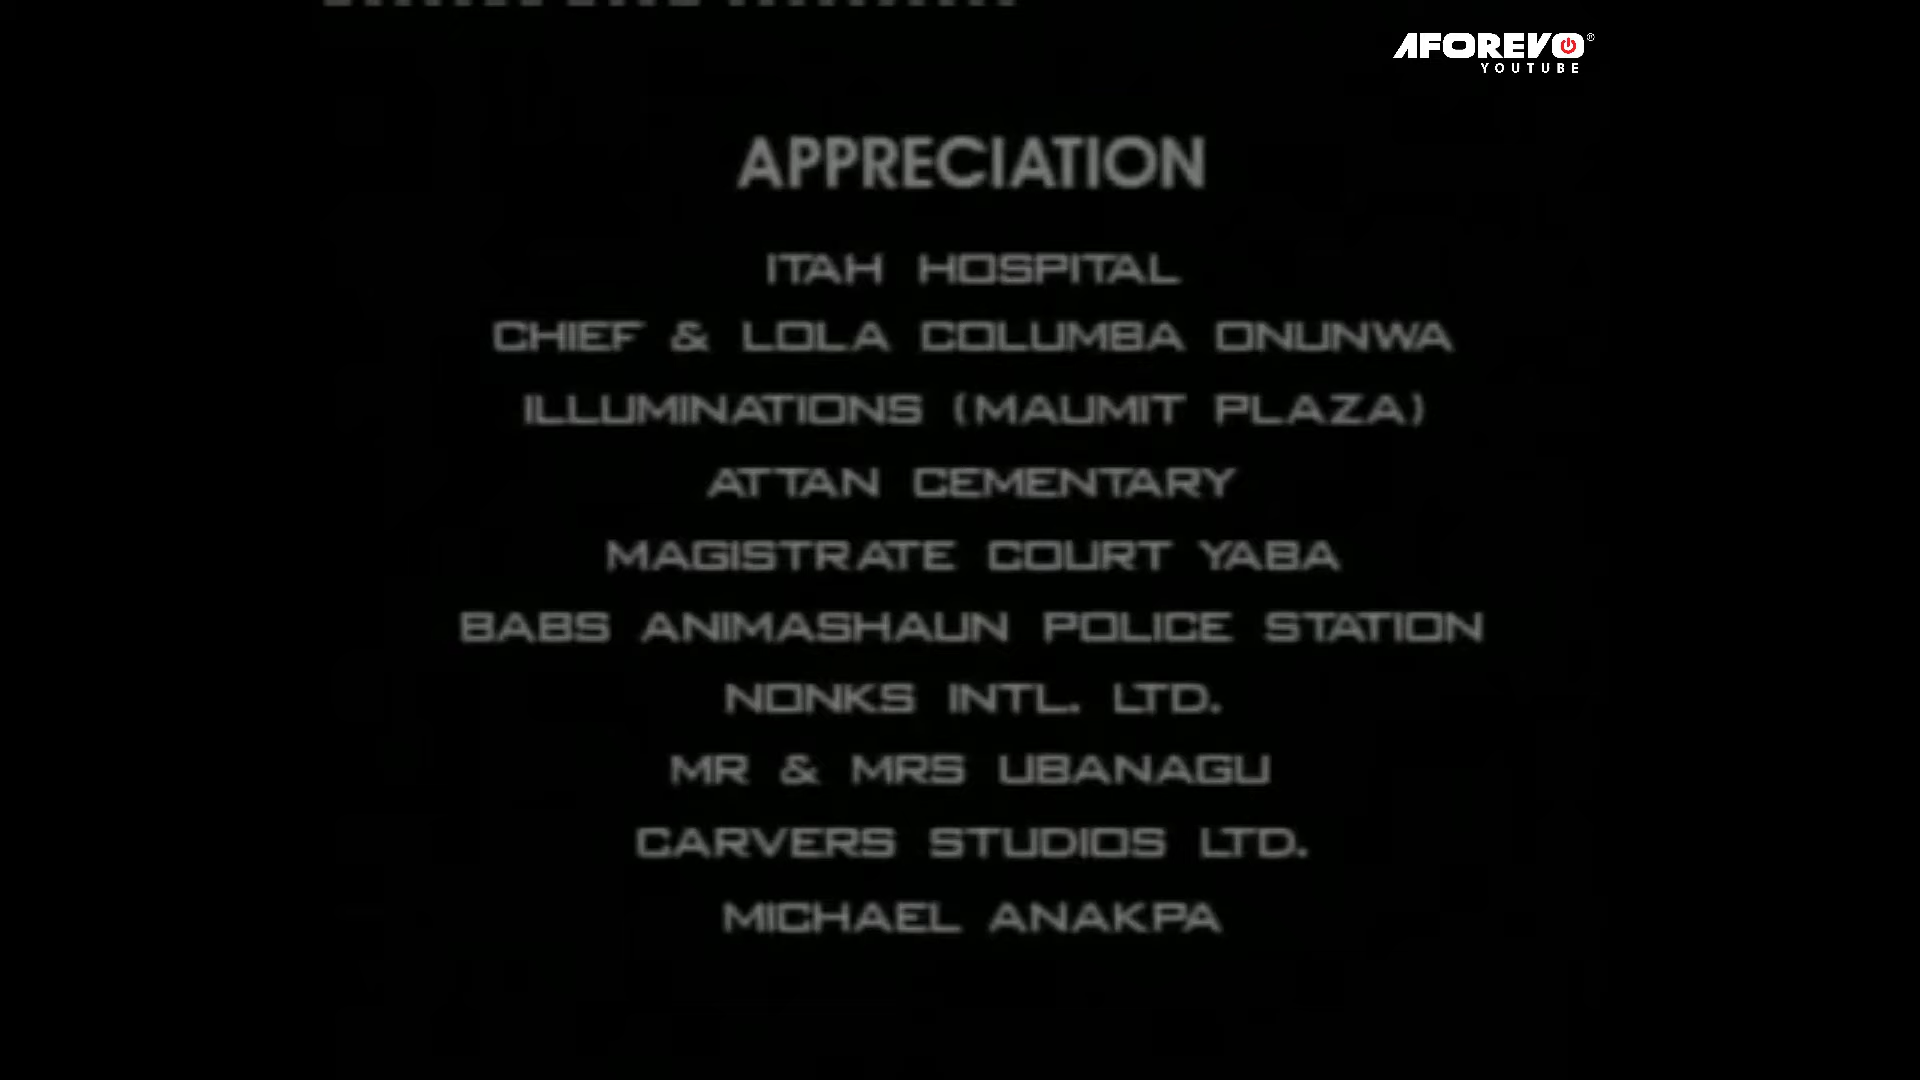 AFOREVO®
YOUTUBE
APPRECIATION
ITAH HOSPITAL
CHIEF & LOLA COLUMBA ONUNWA
ILLUMINATIONS (MAUMIT PLAZA)
ATTAN CEMENTARY
MAGISTRATE COURT YABA
BABS ANIMASHAUN POLICE STATION
NONKS INTL. LTD.
MR & MRS UBANAGU
CARVERS STUDIOS LTD.
MICHAEL ANAKPA